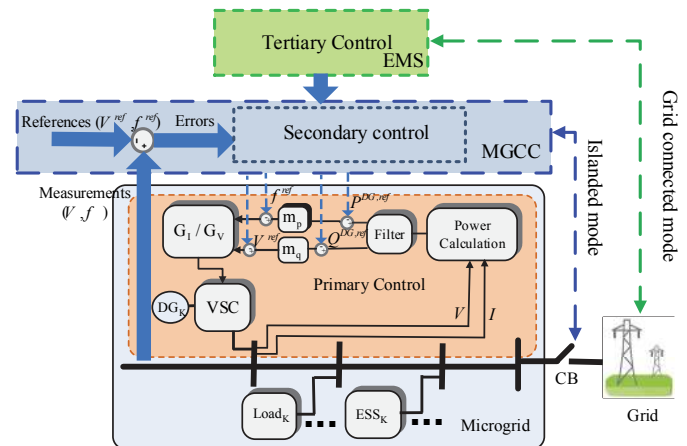 Tertiary Control
EMS
References (V ref, f ref)
Errors
Secondary control
MGCC
Measurements
(V, f)
f ref
P DG,ref
G_I / G_V
m_p
Filter
Power
Calculation
V ref
m_q
Q DG,ref
Primary Control
DG_K
VSC
V
I
Load_K
ESS_K
Microgrid
CB
Grid
Islanded mode
Grid connected mode